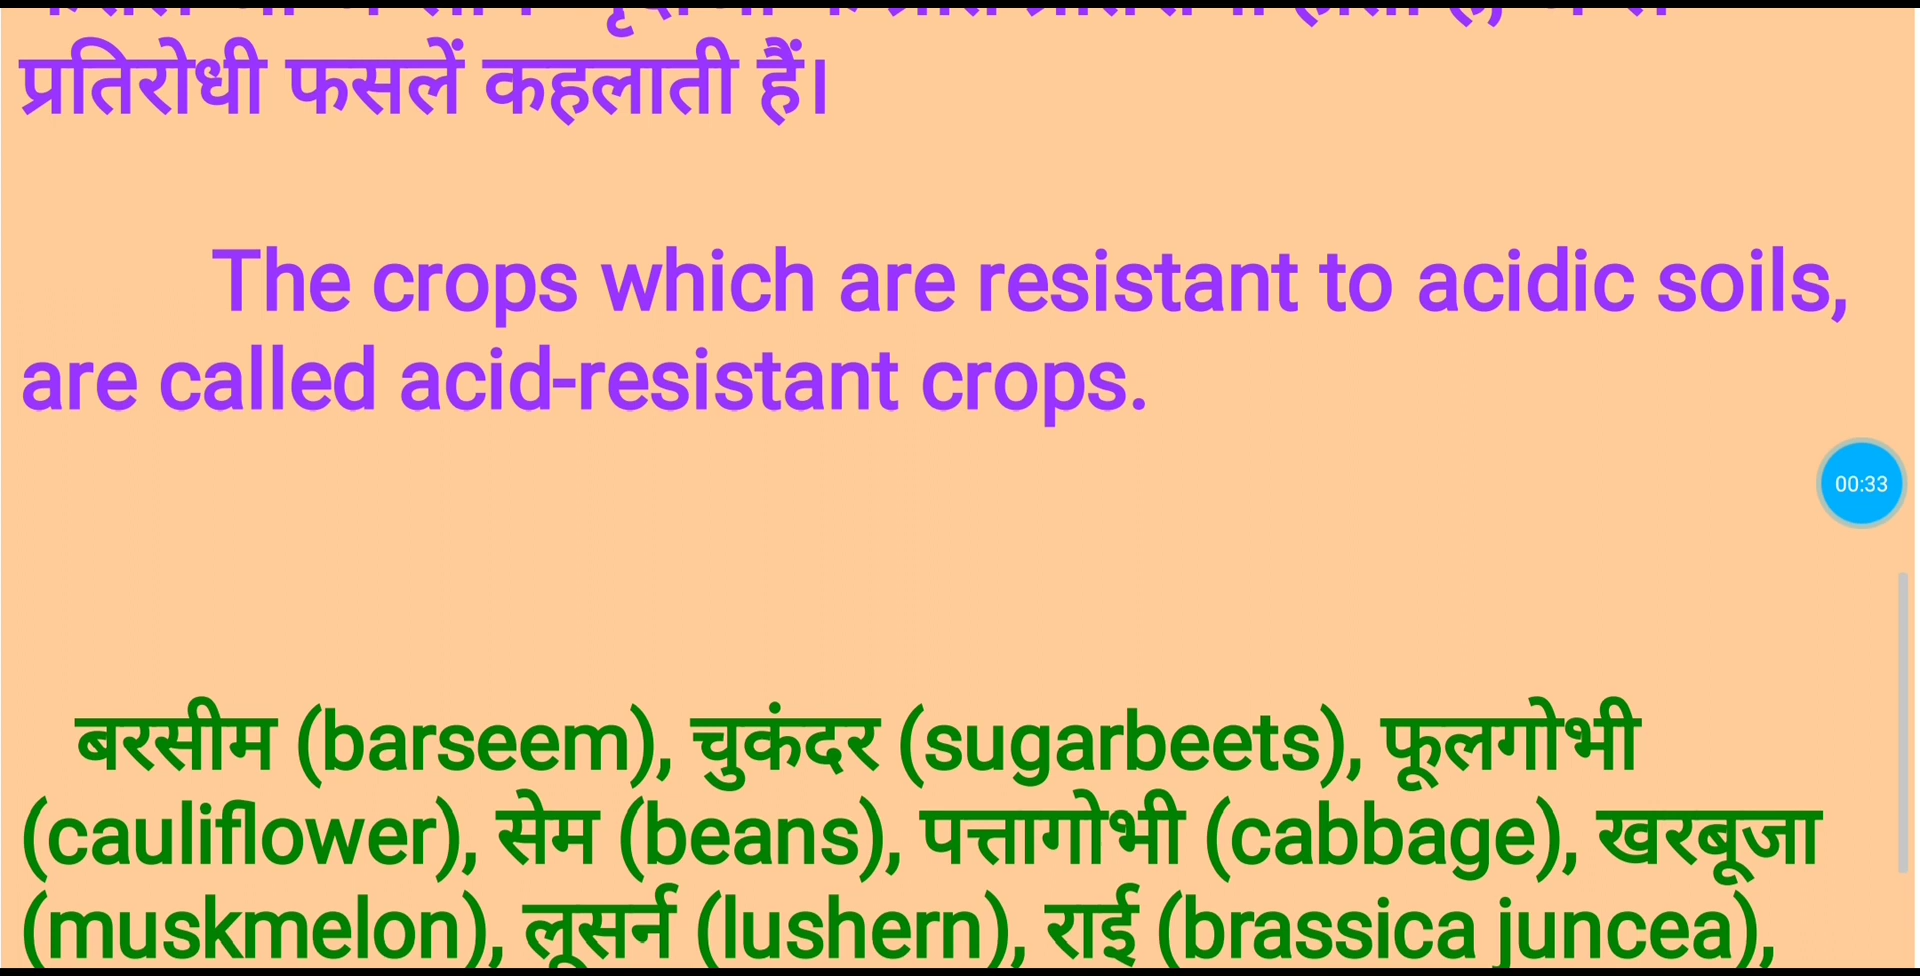 प्रतिरोधी फसलें कहलाती हैं।
The crops which are resistant to acidic soils,
are called acid-resistant crops.
00:33
बरसीम (barseem), चुकंदर (sugarbeets), फूलगोभी
(cauliflower), सेम (beans), पत्तागोभी (cabbage), खरबूजा
(muskmelon), लूसर्न (lushern), राई (brassica juncea),